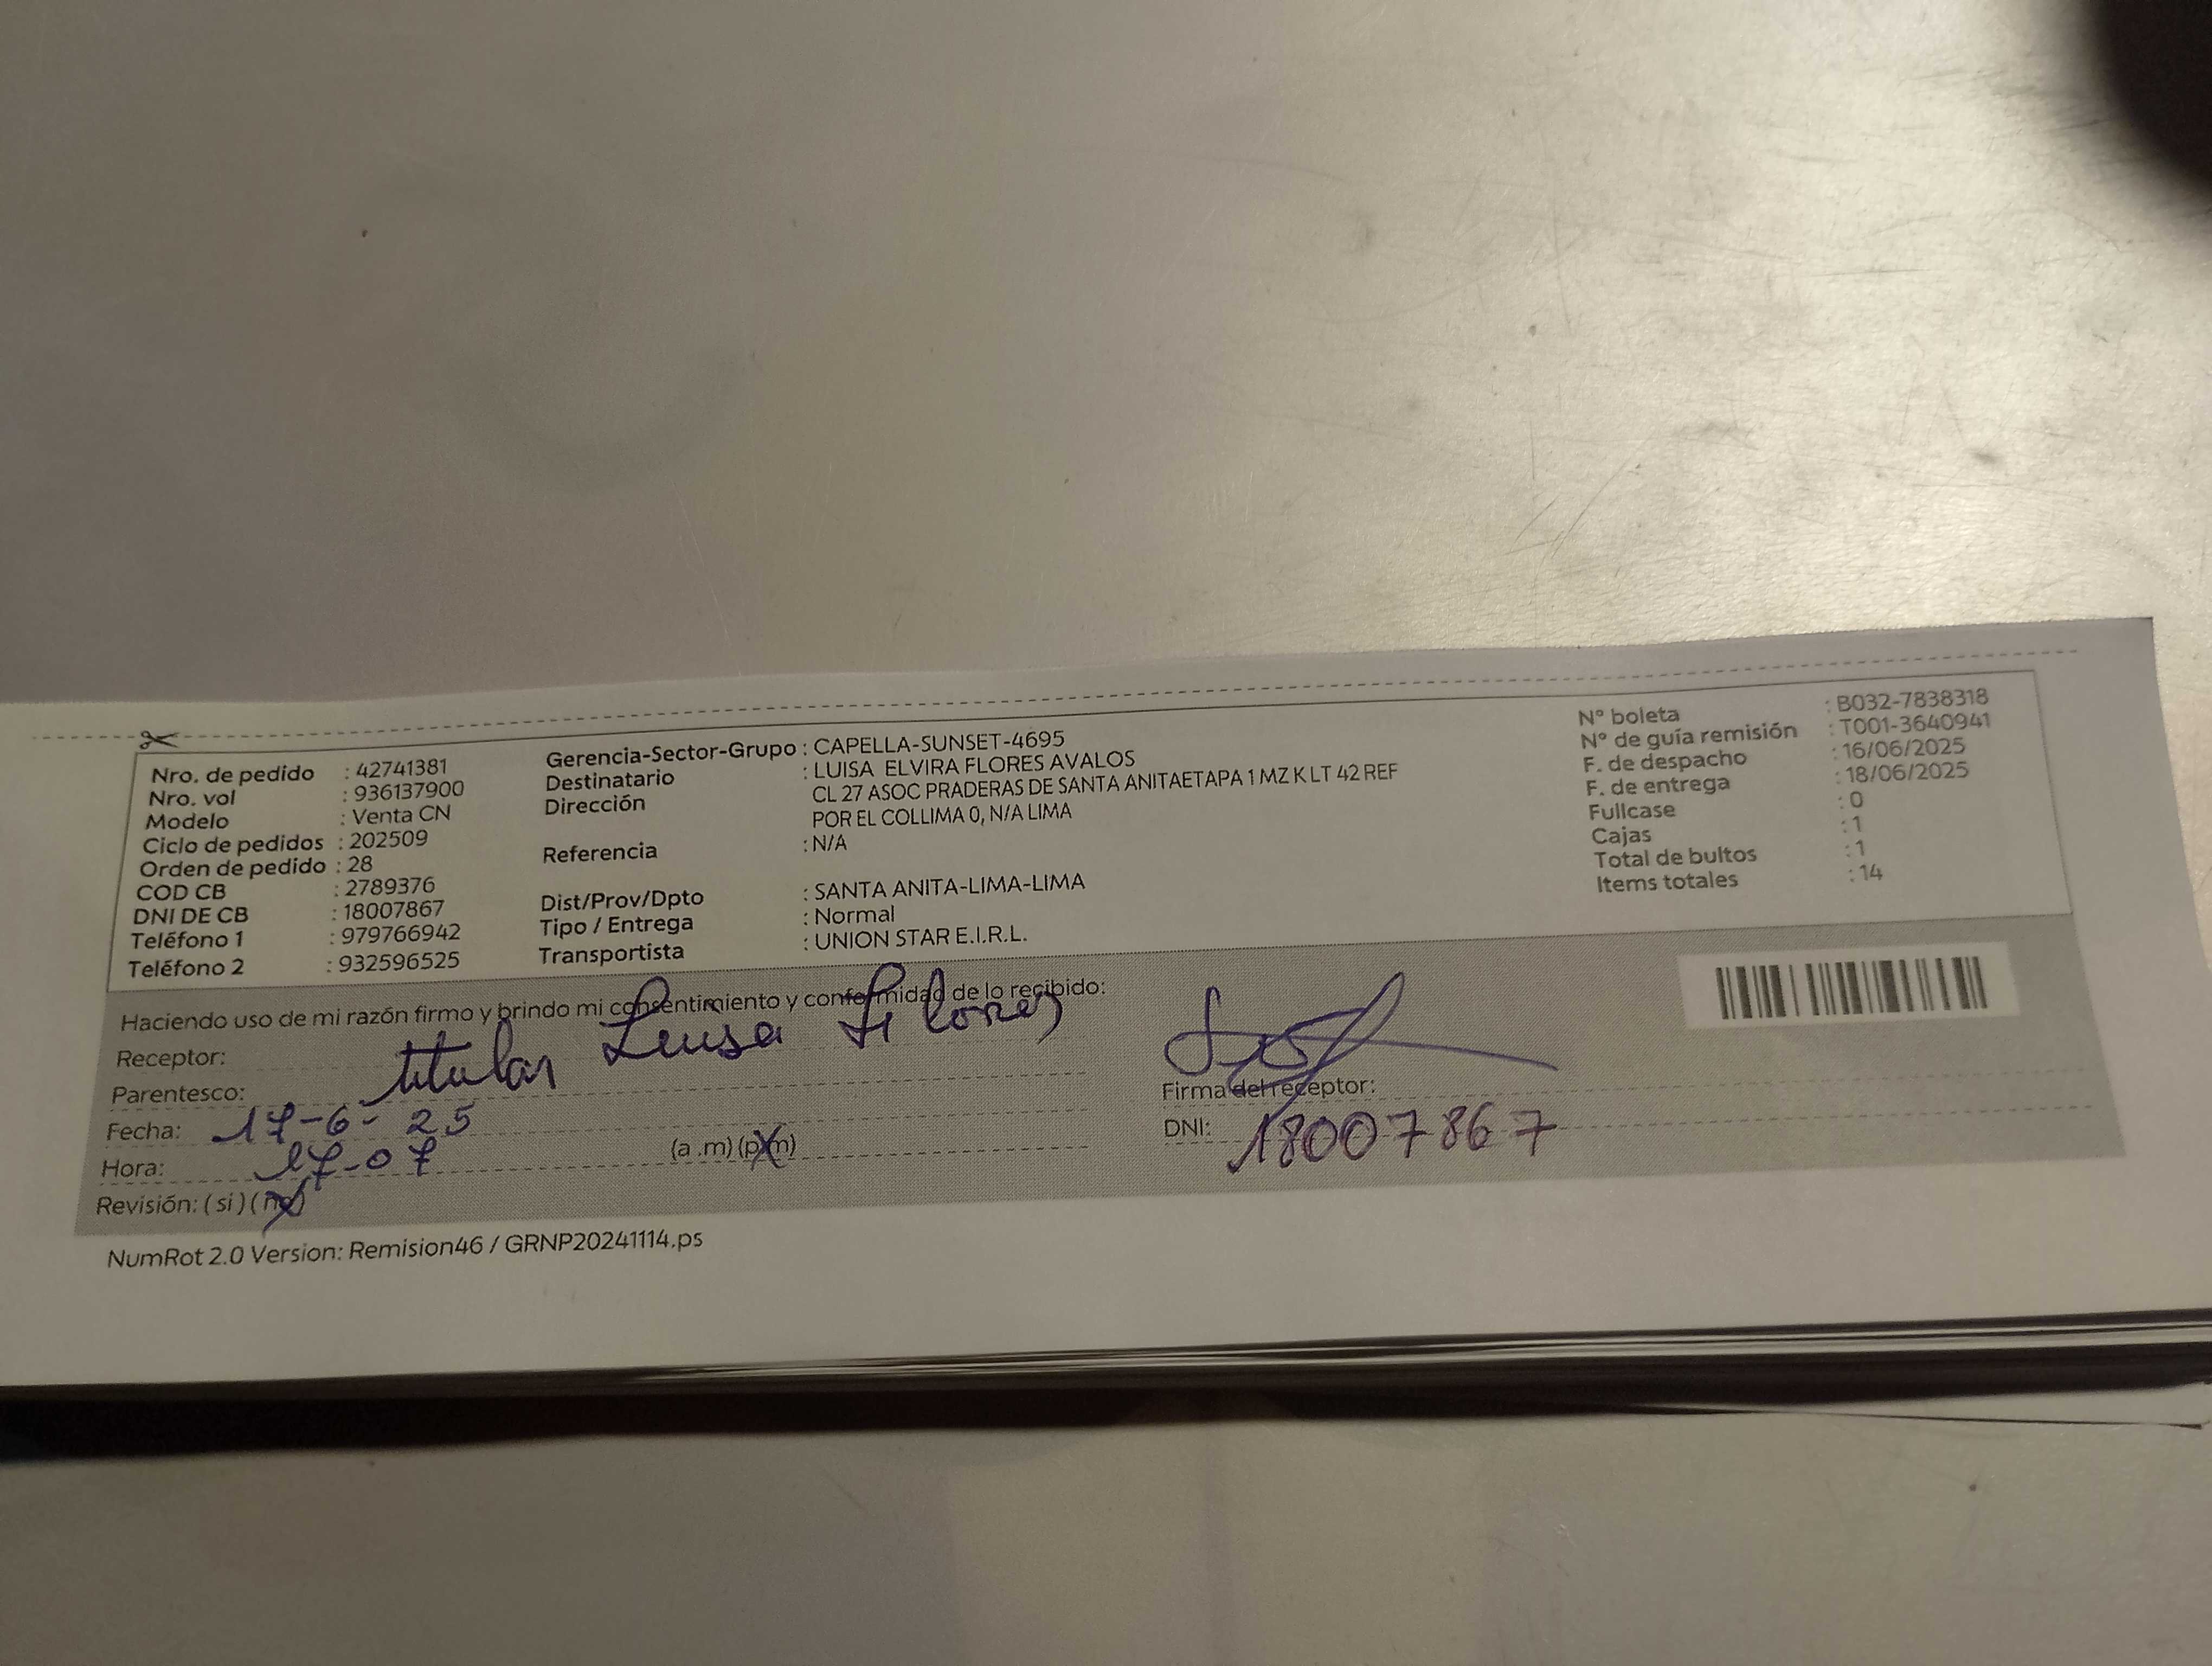 Nro. de pedido : 42741381
Nro. vol : 936137900
Modelo : Venta CN
Ciclo de pedidos : 202509
Orden de pedido : 28
COD CB : 2789376
DNI DE CB : 18007867
Teléfono 1 : 979766942
Teléfono 2 : 932596525
Gerencia-Sector-Grupo : CAPELLA-SUNSET-4695
Destinatario : LUISA ELVIRA FLORES AVALOS
Dirección CL 27 ASOC PRADERAS DE SANTA ANITAETAPA 1 MZ K LT 42 REF
POR EL COLLIMA 0, N/A LIMA
Referencia : N/A
Dist/Prov/Dpto : SANTA ANITA-LIMA-LIMA
Tipo / Entrega : Normal
Transportista : UNION STAR E.I.R.L.
N° boleta : B032-7838318
N° de guía remisión : T001-3640941
F. de despacho : 16/06/2025
F. de entrega : 18/06/2025
Fullcase : 0
Cajas : 1
Total de bultos : 1
Items totales : 14
Haciendo uso de mi razón firmo y brindo mi consentimiento y conformidad de lo recibido:
Receptor: titular Luisa Flores
Parentesco:
Fecha: 17-6-25
Hora: 17-07 (a .m) (p.m)
Revisión: ( si ) ( no)
Firma del receptor:
DNI: 18007867
NumRot 2.0 Version: Remision46 / GRNP20241114.ps